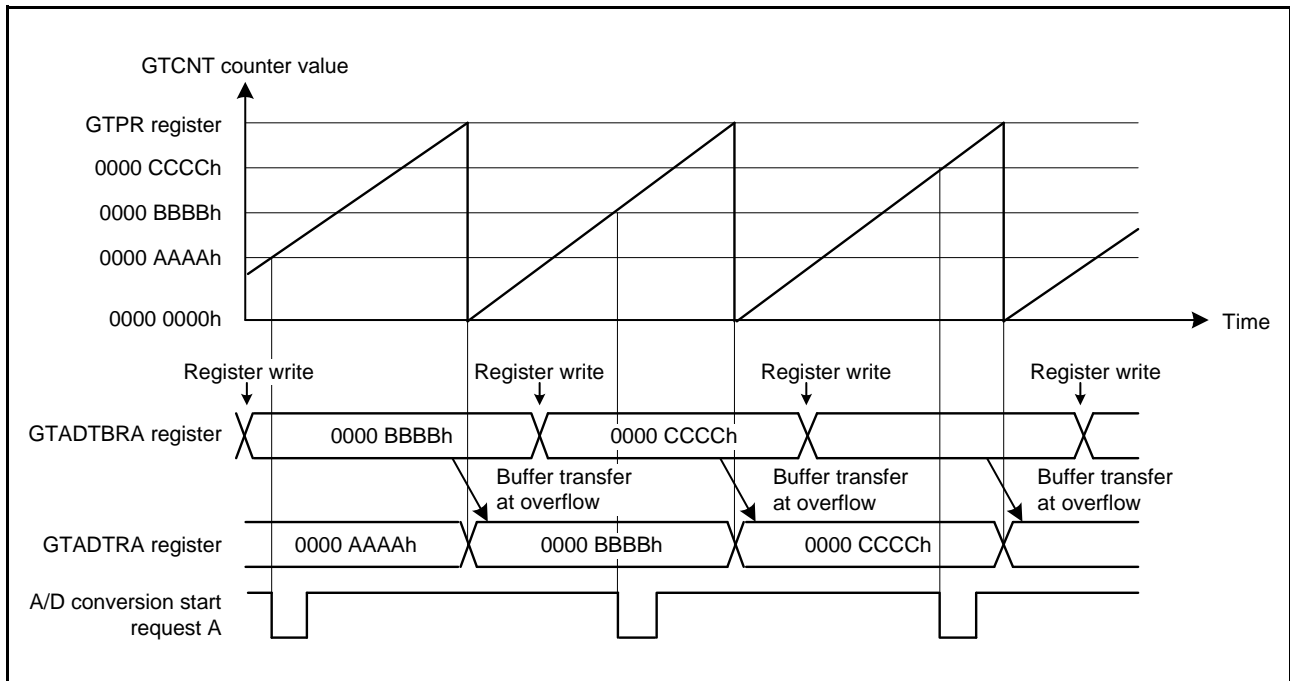 GTCNT counter value
GTPR register
0000 CCCCh
0000 BBBBh
0000 AAAAh
0000 0000h
Time
Register write
Register write
Register write
Register write
GTADTBRA register
0000 BBBBh
0000 CCCCh
Buffer transfer
at overflow
Buffer transfer
at overflow
Buffer transfer
at overflow
GTADTRA register
0000 AAAAh
0000 BBBBh
0000 CCCCh
A/D conversion start
request A